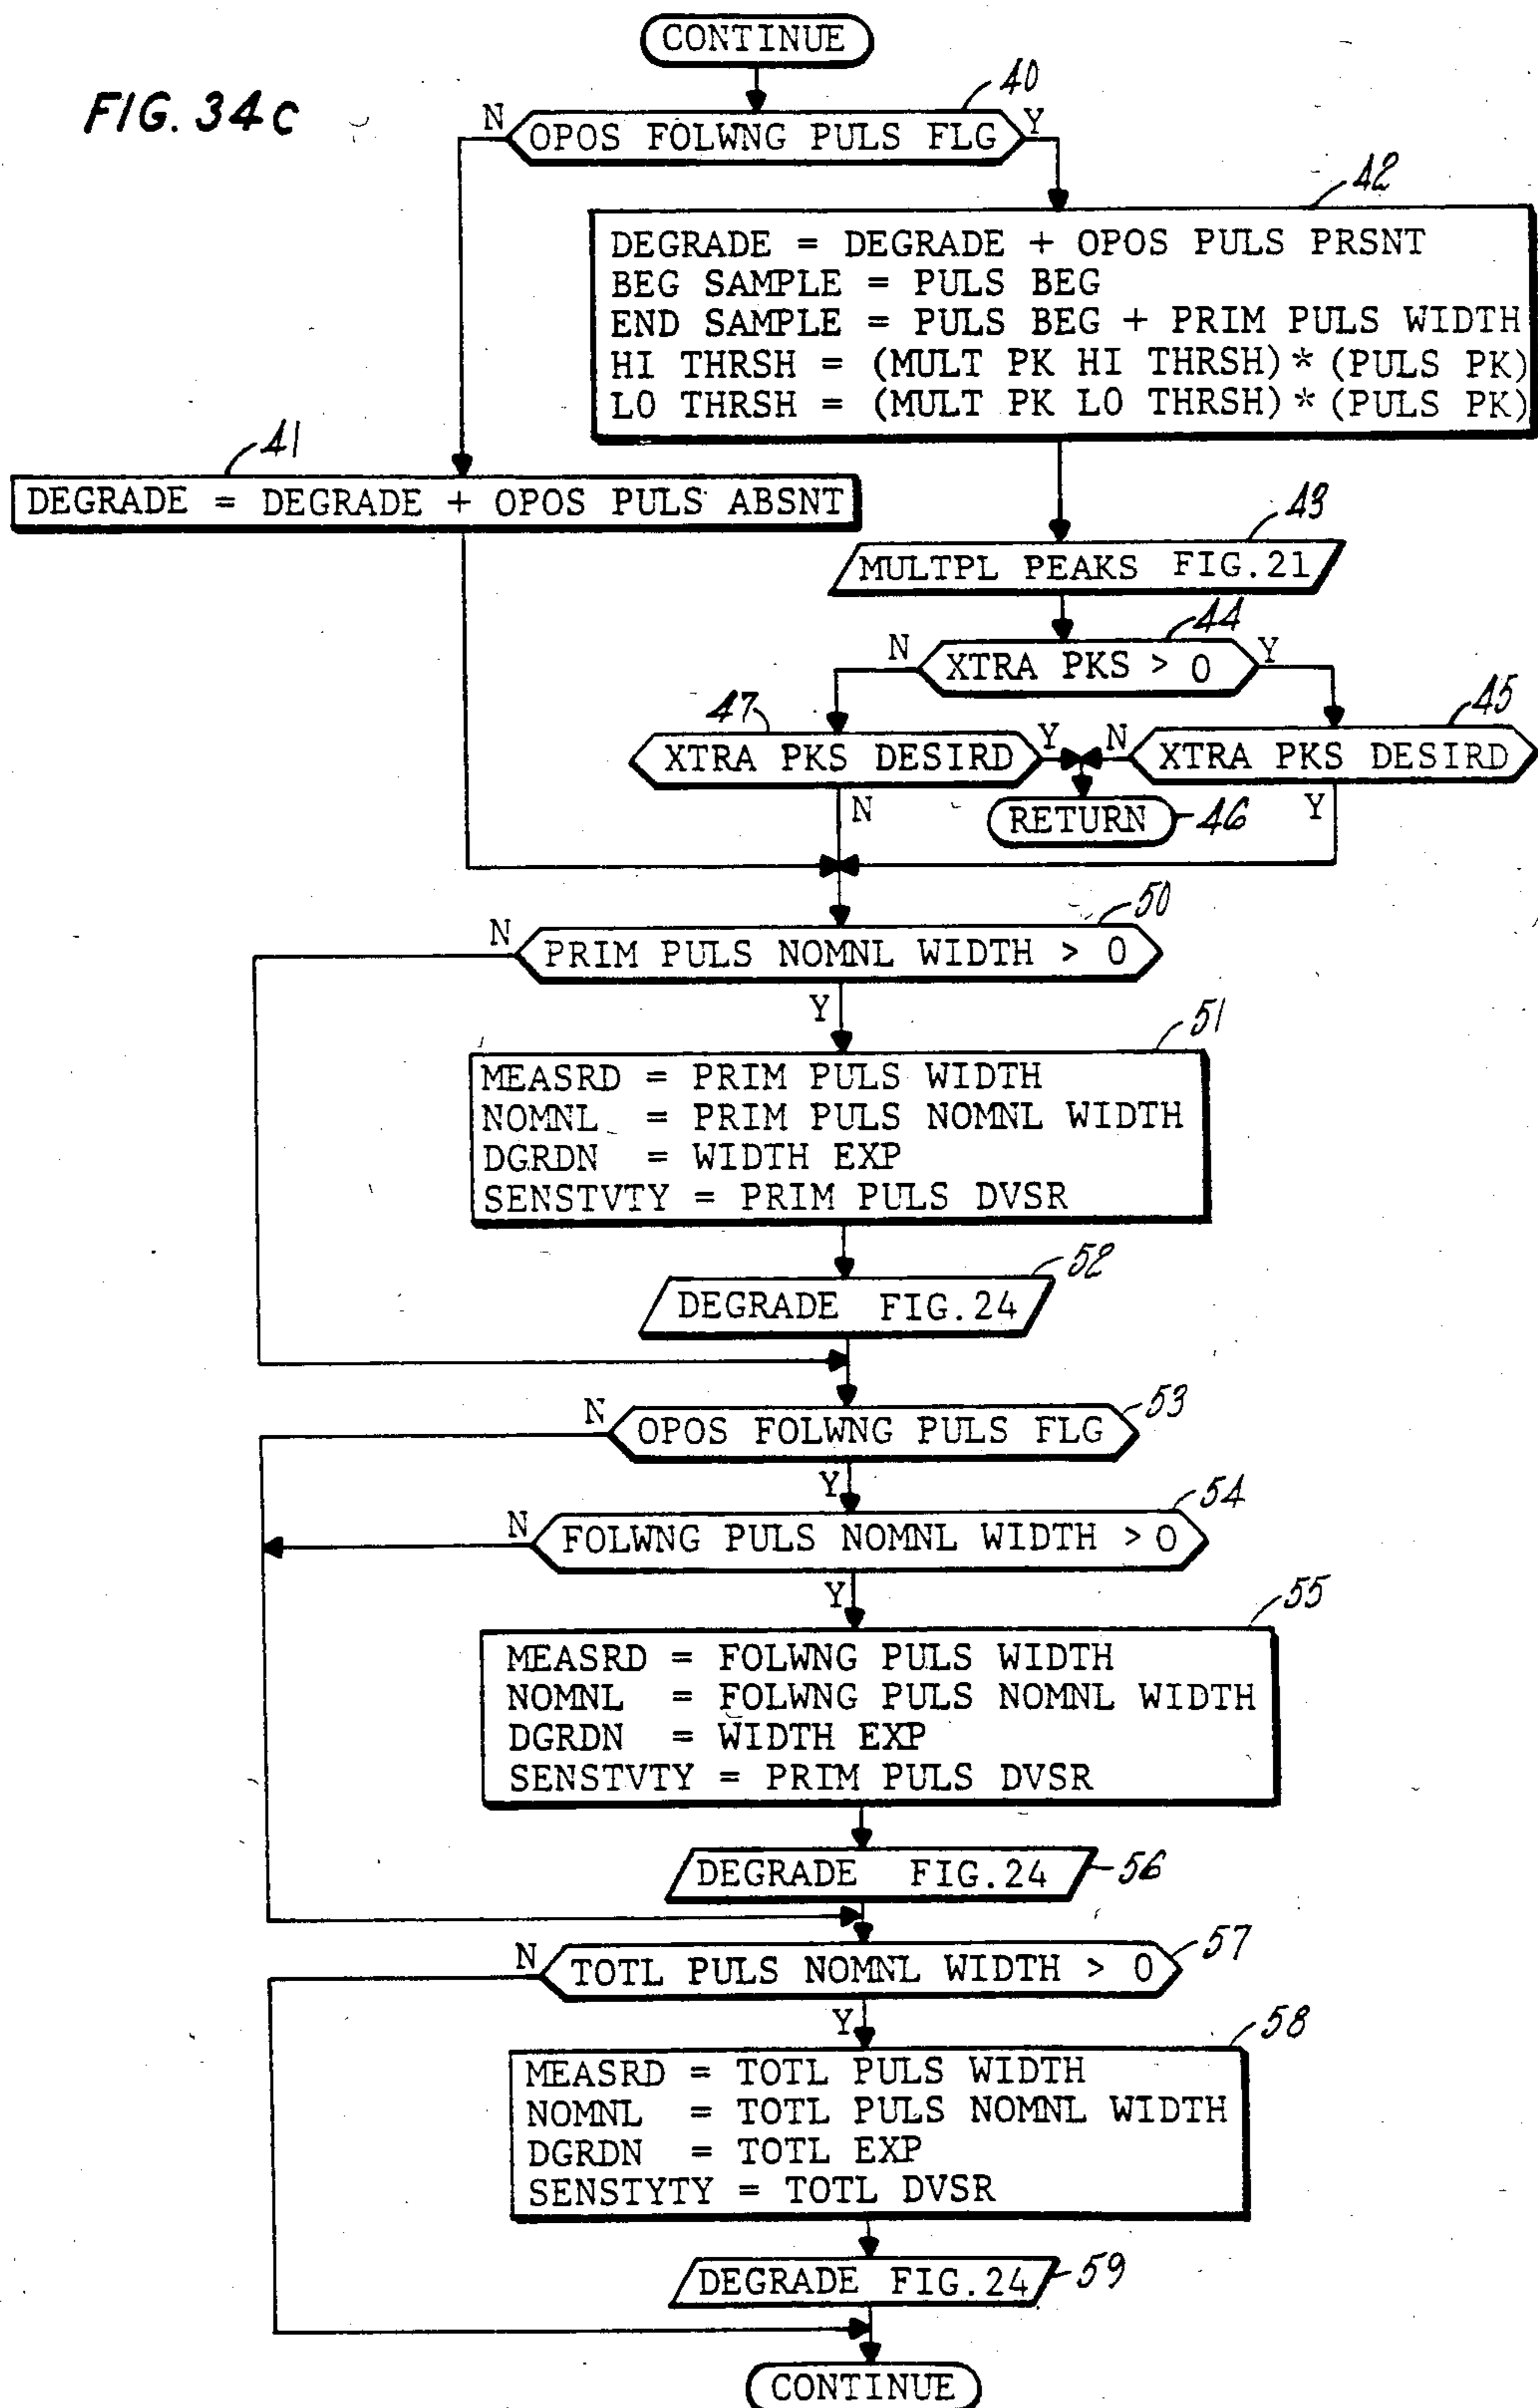 CONTINUE
FIG. 34c
40
N
OPOS FOLWNG PULS FLG
Y
42
DEGRADE = DEGRADE + OPOS PULS PRSNT
BEG SAMPLE = PULS BEG
END SAMPLE = PULS BEG + PRIM PULS WIDTH
HI THRSH = (MULT PK HI THRSH)*(PULS PK)
LO THRSH = (MULT PK LO THRSH)*(PULS PK)
41
DEGRADE = DEGRADE + OPOS PULS ABSNT
43
MULTPL PEAKS FIG.21
44
N
XTRA PKS > 0
Y
47
45
XTRA PKS DESIRD
Y
N
XTRA PKS DESIRD
N
RETURN
46
Y
50
N
PRIM PULS NOMNL WIDTH > 0
Y
51
MEASRD = PRIM PULS WIDTH
NOMNL = PRIM PULS NOMNL WIDTH
DGRDN = WIDTH EXP
SENSTVTY = PRIM PULS DVSR
52
DEGRADE FIG.24
53
N
OPOS FOLWNG PULS FLG
Y
54
N
FOLWNG PULS NOMNL WIDTH > 0
Y
55
MEASRD = FOLWNG PULS WIDTH
NOMNL = FOLWNG PULS NOMNL WIDTH
DGRDN = WIDTH EXP
SENSTVTY = PRIM PULS DVSR
DEGRADE FIG.24
56
N
TOTL PULS NOMNL WIDTH > 0
57
Y
58
MEASRD = TOTL PULS WIDTH
NOMNL = TOTL PULS NOMNL WIDTH
DGRDN = TOTL EXP
SENSTYTY = TOTL DVSR
DEGRADE FIG.24
59
CONTINUE